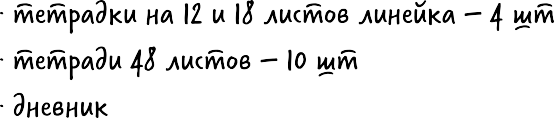 · тетрадки на 12 и 18 листов линейка – 4 шт
· тетради 48 листов – 10 шт
· дневник